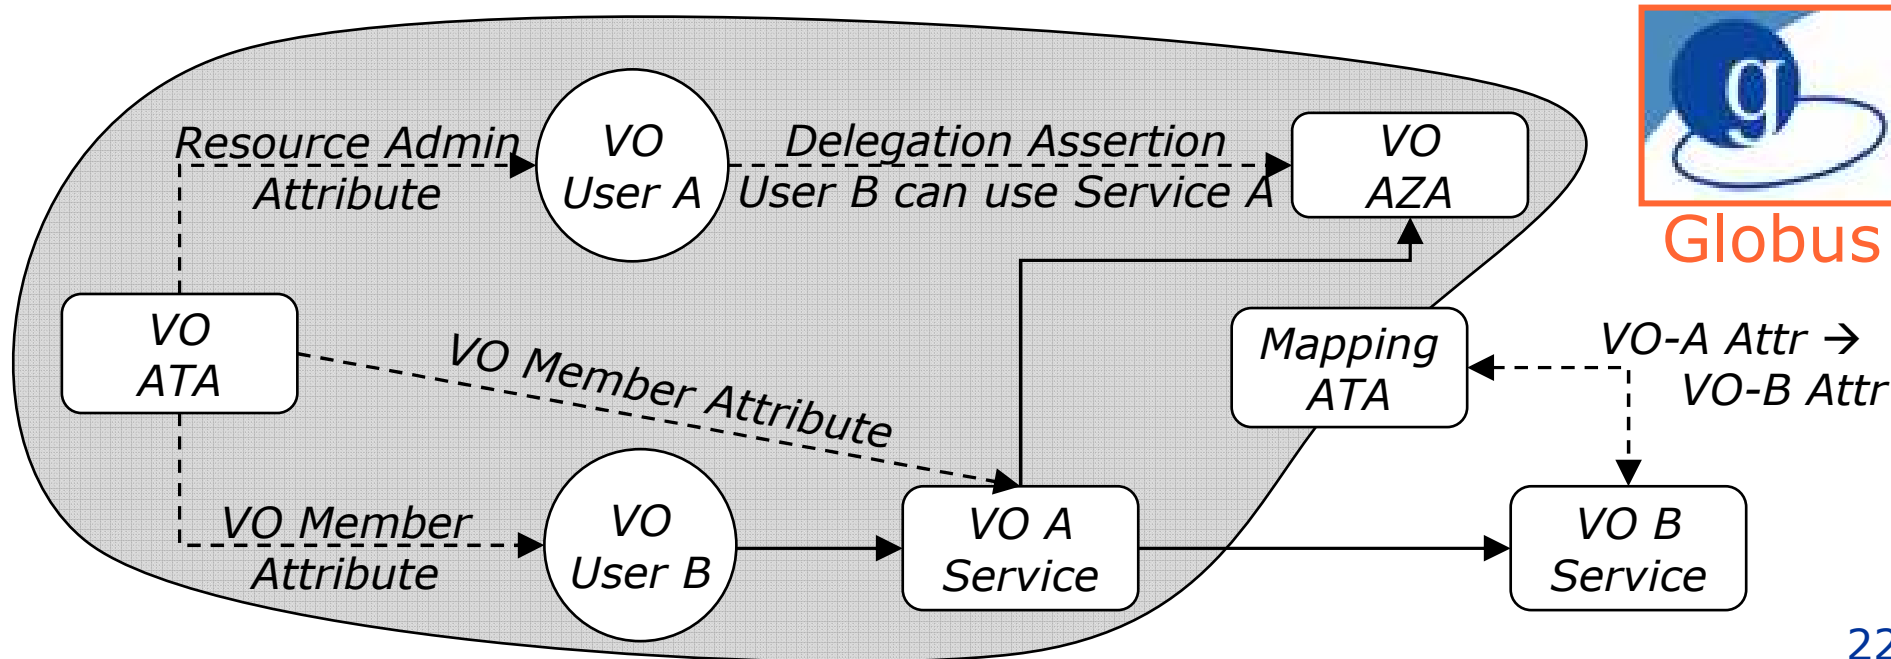 Resource Admin
Attribute
VO
User A
Delegation Assertion
User B can use Service A
VO
AZA
g
Globus
VO
ATA
VO Member Attribute
Mapping
ATA
VO-A Attr →
VO-B Attr
VO Member
Attribute
VO
User B
VO A
Service
VO B
Service
22